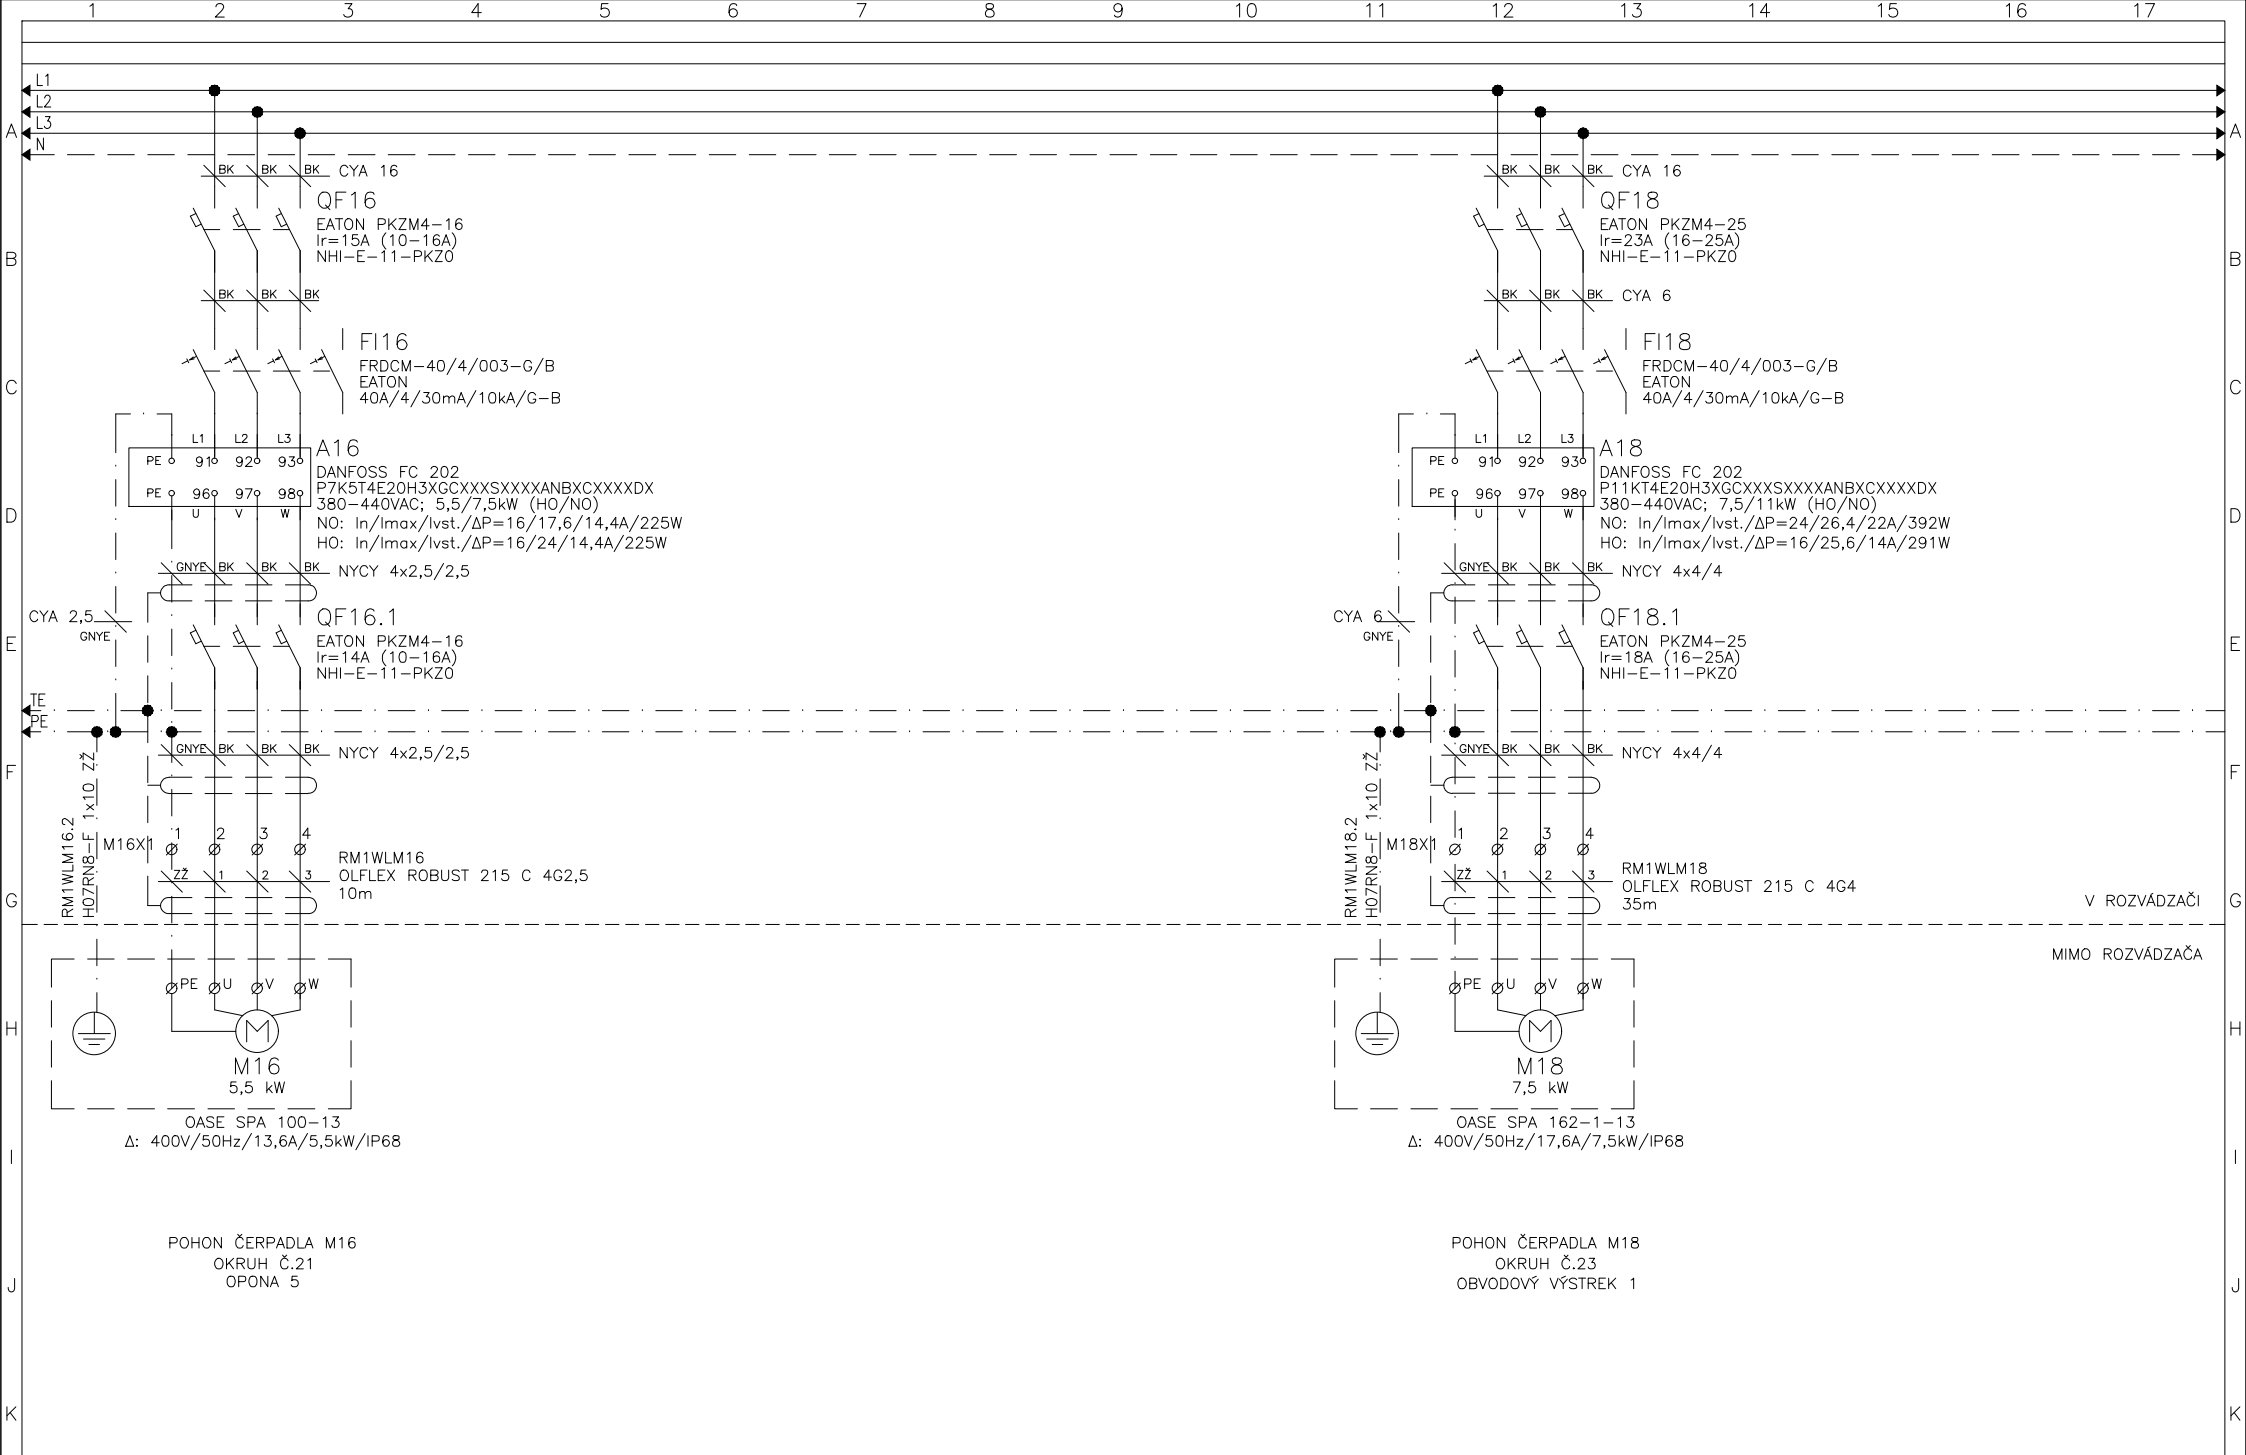 1 2 3 4 5 6 7 8 9 10 11 12 13 14 15 16 17
L1
L2
L3
N
A A
BK BK BK CYA 16
QF16
EATON PKZM4-16
Ir=15A (10-16A)
NHI-E-11-PKZ0
B B
BK BK BK
FI16
FRDCM-40/4/003-G/B
EATON
40A/4/30mA/10kA/G-B
C C
L1 L2 L3
PE 91 92 93
PE 96 97 98
U V W
A16
DANFOSS FC 202
P7K5T4E20H3XGCXXXSXXXXANBXCXXXXDX
380-440VAC; 5,5/7,5kW (HO/NO)
NO: In/Imax/Ivst./ΔP=16/17,6/14,4A/225W
HO: In/Imax/Ivst./ΔP=16/24/14,4A/225W
D D
GNYE BK BK BK NYCY 4x2,5/2,5
CYA 2,5
GNYE
QF16.1
EATON PKZM4-16
Ir=14A (10-16A)
NHI-E-11-PKZ0
E E
TE
PE
GNYE BK BK BK NYCY 4x2,5/2,5
F F
RM1WLM16.2
H07RN8-F 1x10 ZŽ
M16X1 1 2 3 4
ZŽ 1 2 3
RM1WLM16
OLFLEX ROBUST 215 C 4G2,5
10m
G G
PE U V W
M
M16
5,5 kW
H H
OASE SPA 100-13
Δ: 400V/50Hz/13,6A/5,5kW/IP68
I I
POHON ČERPADLA M16
OKRUH Č.21
OPONA 5
J J
K K
BK BK BK CYA 16
QF18
EATON PKZM4-25
Ir=23A (16-25A)
NHI-E-11-PKZ0
BK BK BK CYA 6
FI18
FRDCM-40/4/003-G/B
EATON
40A/4/30mA/10kA/G-B
L1 L2 L3
PE 91 92 93
PE 96 97 98
U V W
A18
DANFOSS FC 202
P11KT4E20H3XGCXXXSXXXXANBXCXXXXDX
380-440VAC; 7,5/11kW (HO/NO)
NO: In/Imax/Ivst./ΔP=24/26,4/22A/392W
HO: In/Imax/Ivst./ΔP=16/25,6/14A/291W
GNYE BK BK BK NYCY 4x4/4
CYA 6
GNYE
QF18.1
EATON PKZM4-25
Ir=18A (16-25A)
NHI-E-11-PKZ0
GNYE BK BK BK NYCY 4x4/4
RM1WLM18.2
H07RN8-F 1x10 ZŽ
M18X1 1 2 3 4
ZŽ 1 2 3
RM1WLM18
OLFLEX ROBUST 215 C 4G4
35m
V ROZVÁDZAČI
MIMO ROZVÁDZAČA
PE U V W
M
M18
7,5 kW
OASE SPA 162-1-13
Δ: 400V/50Hz/17,6A/7,5kW/IP68
POHON ČERPADLA M18
OKRUH Č.23
OBVODOVÝ VÝSTREK 1